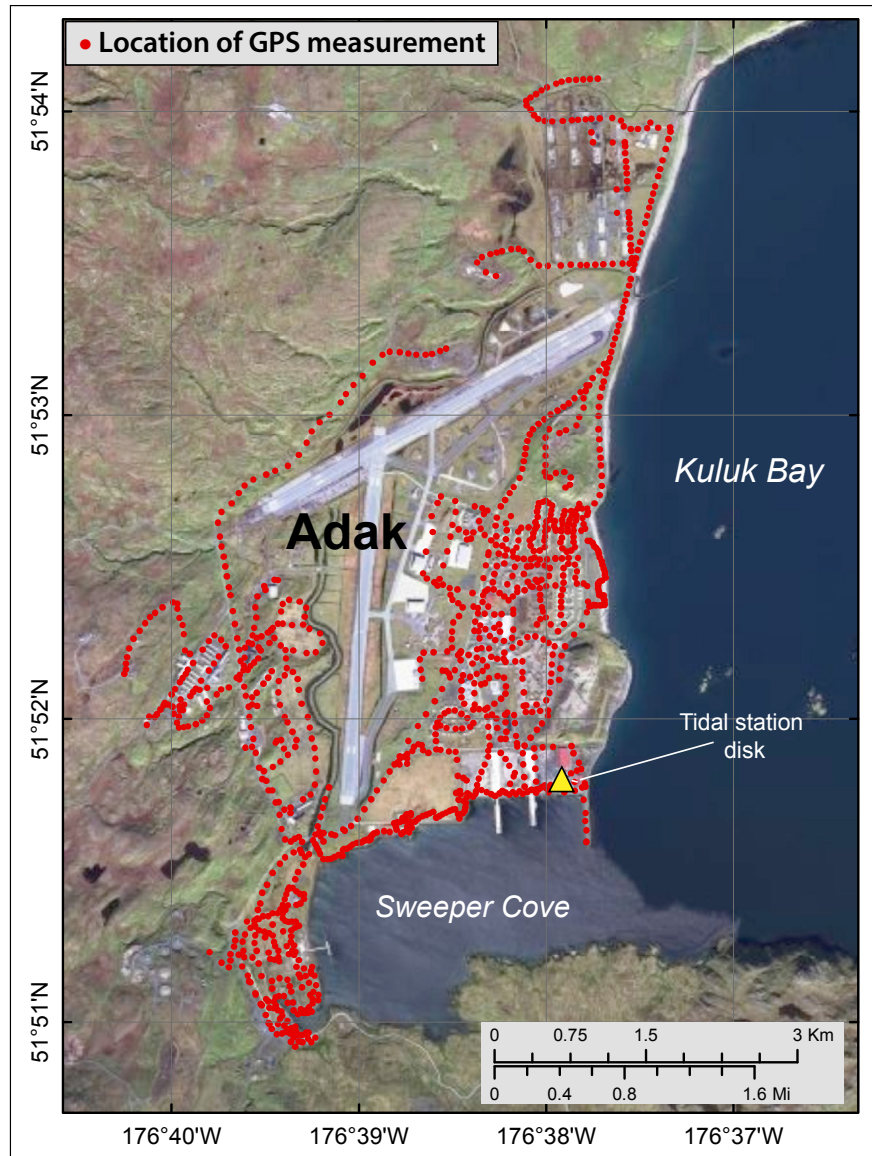 Location of GPS measurement
51°54'N
51°53'N
Kuluk Bay
Adak
51°52'N
Tidal station
disk
Sweeper Cove
51°51'N
0 0.75 1.5 3 Km
0 0.4 0.8 1.6 Mi
176°40'W 176°39'W 176°38'W 176°37'W